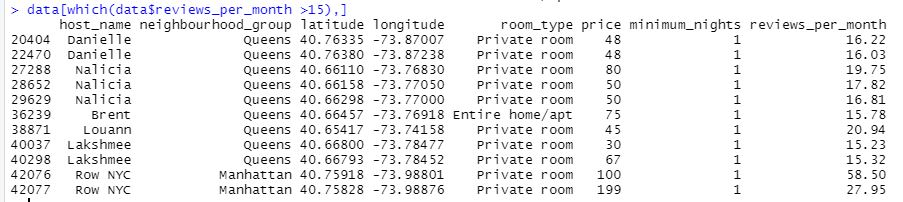 > data[which(data$reviews_per_month >15),]
host_name neighbourhood_group latitude longitude room_type price minimum_nights reviews_per_month
20404 Danielle Queens 40.76335 -73.87007 Private room 48 1 16.22
22470 Danielle Queens 40.76380 -73.87238 Private room 48 1 16.03
27288 Nalicia Queens 40.66110 -73.76830 Private room 80 1 19.75
28652 Nalicia Queens 40.66158 -73.77050 Private room 50 1 17.82
29629 Nalicia Queens 40.66298 -73.77000 Private room 50 1 16.81
36239 Brent Queens 40.66457 -73.76918 Entire home/apt 75 1 15.78
38871 Louann Queens 40.65417 -73.74158 Private room 45 1 20.94
40037 Lakshmee Queens 40.66800 -73.78477 Private room 30 1 15.23
40298 Lakshmee Queens 40.66793 -73.78452 Private room 67 1 15.32
42076 Row NYC Manhattan 40.75918 -73.98801 Private room 100 1 58.50
42077 Row NYC Manhattan 40.75828 -73.98876 Private room 199 1 27.95